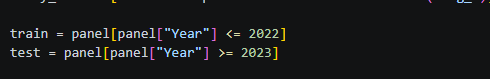 train = panel[panel["Year"] <= 2022]
test = panel[panel["Year"] >= 2023]